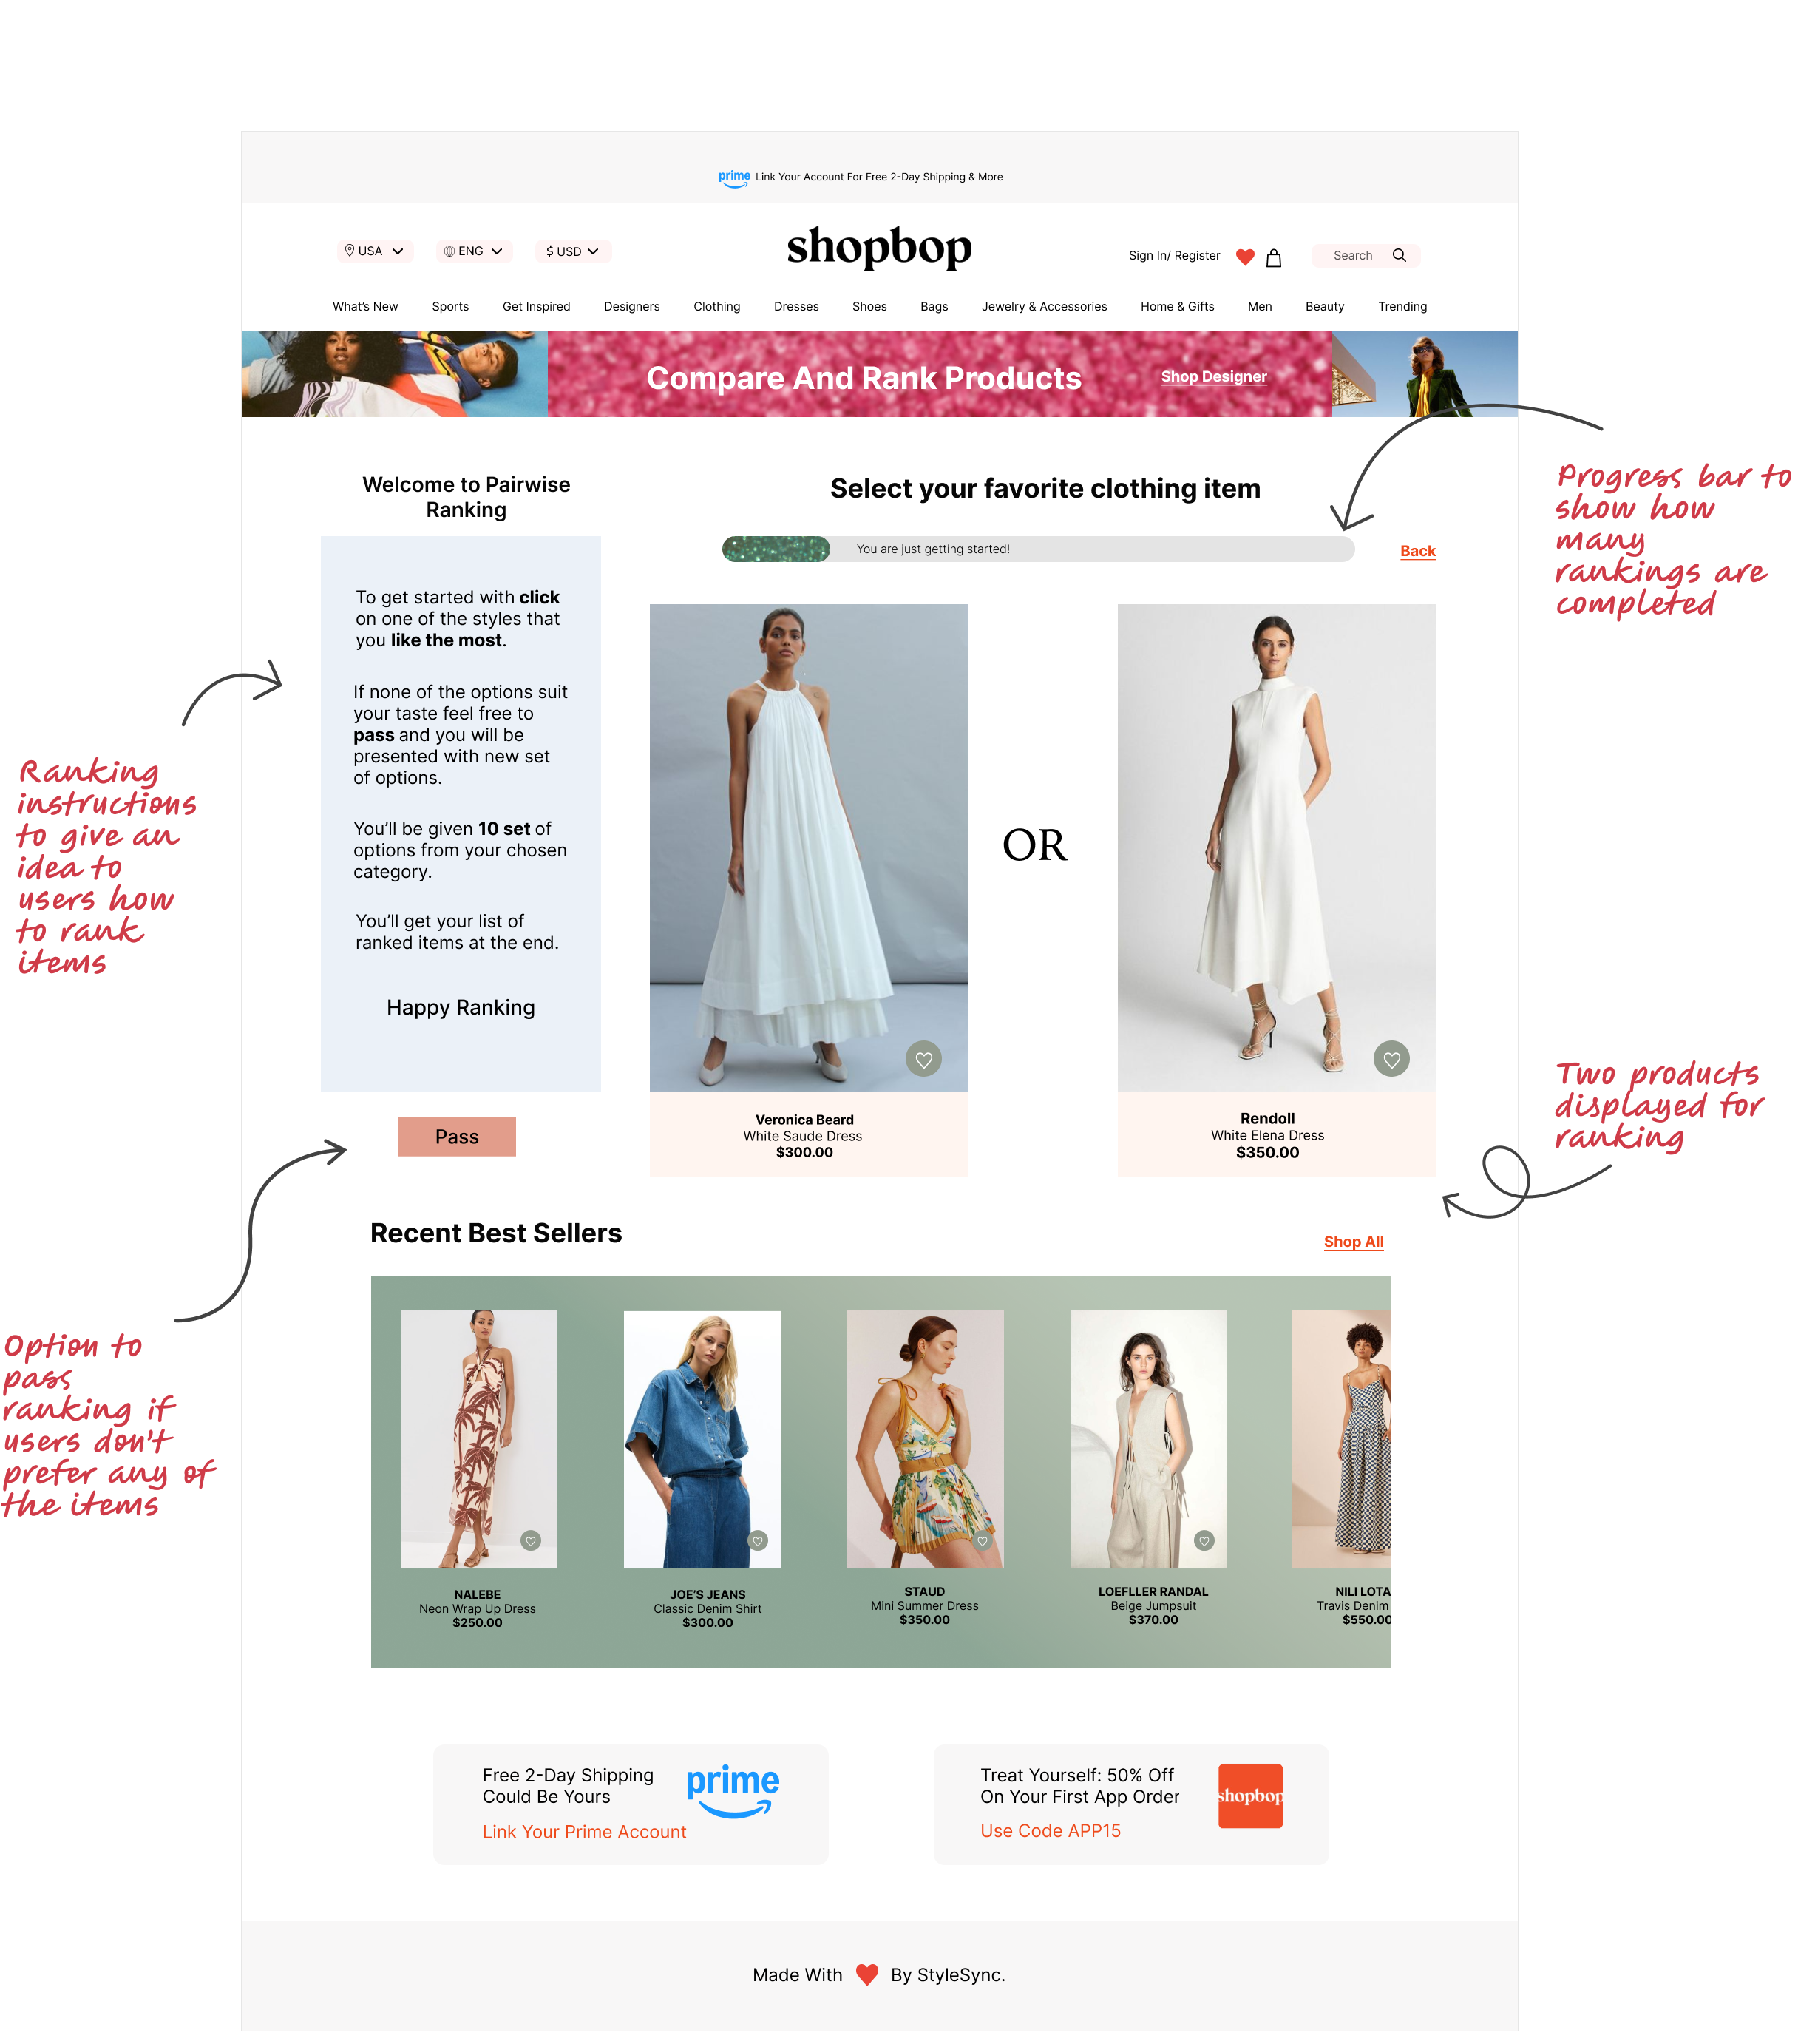 prime Link Your Account For Free 2-Day Shipping & More
USA
ENG
$ USD
shopbop
Sign In/ Register
Search
What's New
Sports
Get Inspired
Designers
Clothing
Dresses
Shoes
Bags
Jewelry & Accessories
Home & Gifts
Men
Beauty
Trending
Compare And Rank Products
Shop Designer
Welcome to Pairwise
Ranking
Select your favorite clothing item
You are just getting started!
Back
Progress bar to
show how
many
rankings are
completed
To get started with click
on one of the styles that
you like the most.
If none of the options suit
your taste feel free to
pass and you will be
presented with new set
of options.
You'll be given 10 set of
options from your chosen
category.
You'll get your list of
ranked items at the end.
Happy Ranking
Ranking
instructions
to give an
idea to
users how
to rank
items
OR
Pass
Veronica Beard
White Saude Dress
$300.00
Rendoll
White Elena Dress
$350.00
Two products
displayed for
ranking
Option to
pass
ranking if
users don't
prefer any of
the items
Recent Best Sellers
Shop All
NALEBE
Neon Wrap Up Dress
$250.00
JOE'S JEANS
Classic Denim Shirt
$300.00
STAUD
Mini Summer Dress
$350.00
LOEFLLER RANDAL
Beige Jumpsuit
$370.00
NILI LOTA
Travis Denim
$550.00
Free 2-Day Shipping
Could Be Yours
Link Your Prime Account
prime
Treat Yourself: 50% Off
On Your First App Order
Use Code APP15
shopbop
Made With
By StyleSync.